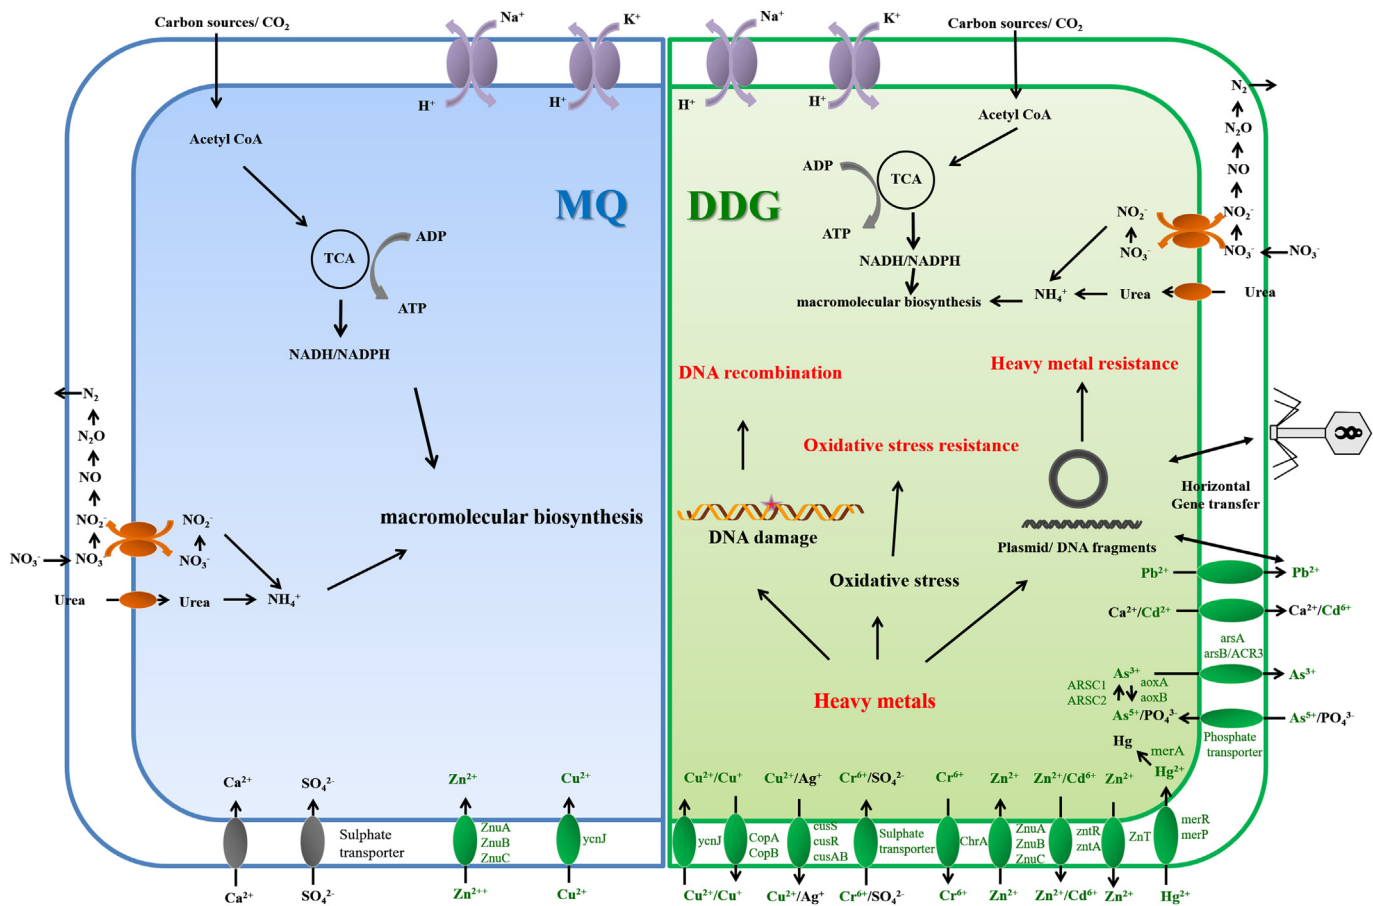 Carbon sources/ CO₂
Na⁺
K⁺
H⁺
H⁺
Acetyl CoA
MQ
TCA
ADP
ATP
NADH/NADPH
N₂
N₂O
NO
NO₂⁻
NO₃⁻
NO₃⁻
NO₂⁻
NO₃⁻
Urea
Urea
NH₄⁺
macromolecular biosynthesis
Ca²⁺
SO₄²⁻
Zn²⁺
Cu²⁺
Sulphate
transporter
ZnuA
ZnuB
ZnuC
ycnJ
Ca²⁺
SO₄²⁻
Zn²⁺⁺
Cu²⁺
Na⁺
K⁺
Carbon sources/ CO₂
H⁺
H⁺
Acetyl CoA
DDG
ADP
TCA
ATP
NADH/NADPH
macromolecular biosynthesis
NH₄⁺
Urea
Urea
NO₂⁻
NO₃⁻
N₂
N₂O
NO
NO₂⁻
NO₃⁻
NO₃⁻
DNA recombination
Heavy metal resistance
Oxidative stress resistance
DNA damage
Oxidative stress
Plasmid/ DNA fragments
Horizontal
Gene transfer
Heavy metals
Pb²⁺
Pb²⁺
Ca²⁺/Cd²⁺
Ca²⁺/Cd⁶⁺
arsA
arsB/ACR3
As³⁺
As³⁺
ARSC1
ARSC2
aoxA
aoxB
As⁵⁺/PO₄³⁻
As⁵⁺/PO₄³⁻
Phosphate
transporter
Hg
merA
Hg²⁺
Cu²⁺/Cu⁺
Cu²⁺/Ag⁺
Cr⁶⁺/SO₄²⁻
Cr⁶⁺
Zn²⁺
Zn²⁺/Cd⁶⁺
Zn²⁺
ycnJ
CopA
CopB
cusS
cusR
cusAB
Sulphate
transporter
ChrA
ZnuA
ZnuB
ZnuC
zntR
zntA
ZnT
merR
merP
Cu²⁺/Cu⁺
Cu²⁺/Ag⁺
Cr⁶⁺/SO₄²⁻
Cr⁶⁺
Zn²⁺
Zn²⁺/Cd⁶⁺
Zn²⁺
Hg²⁺